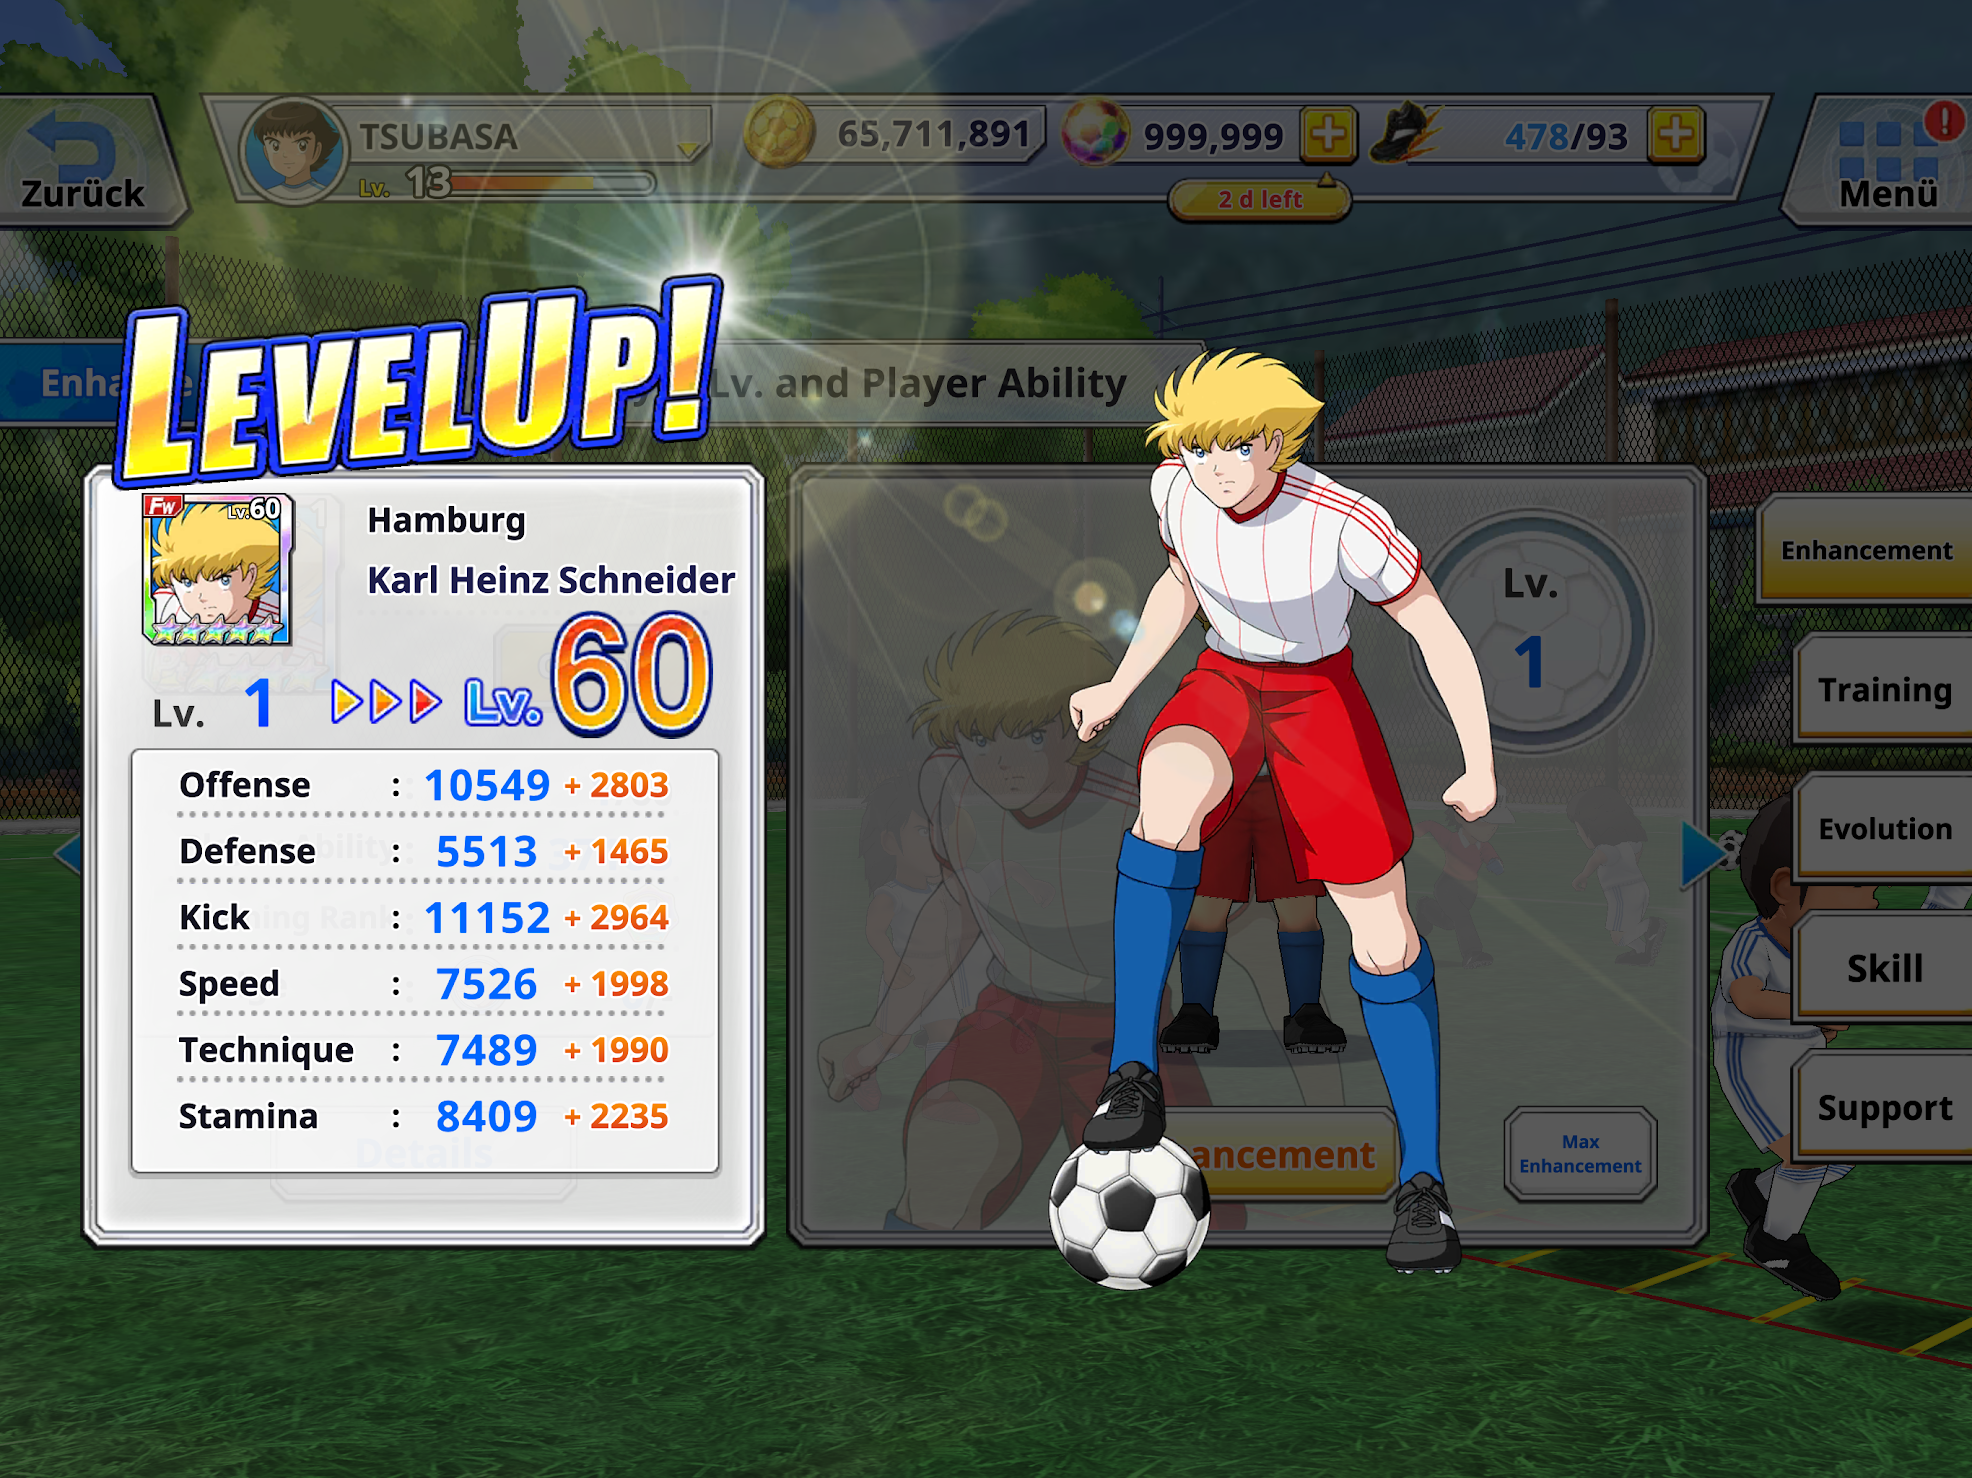 Zurück
TSUBASA
Lv. 13
65,711,891
999,999
2 d left
478/93
Menü
LEVELUP!
Lv. and Player Ability
FW
Lv.60
Hamburg
Karl Heinz Schneider
Lv. 1 Lv. 60
Offense : 10549 + 2803
Defense : 5513 + 1465
Kick : 11152 + 2964
Speed : 7526 + 1998
Technique : 7489 + 1990
Stamina : 8409 + 2235
Details
Lv.
1
ancement
Max
Enhancement
Enhancement
Training
Evolution
Skill
Support